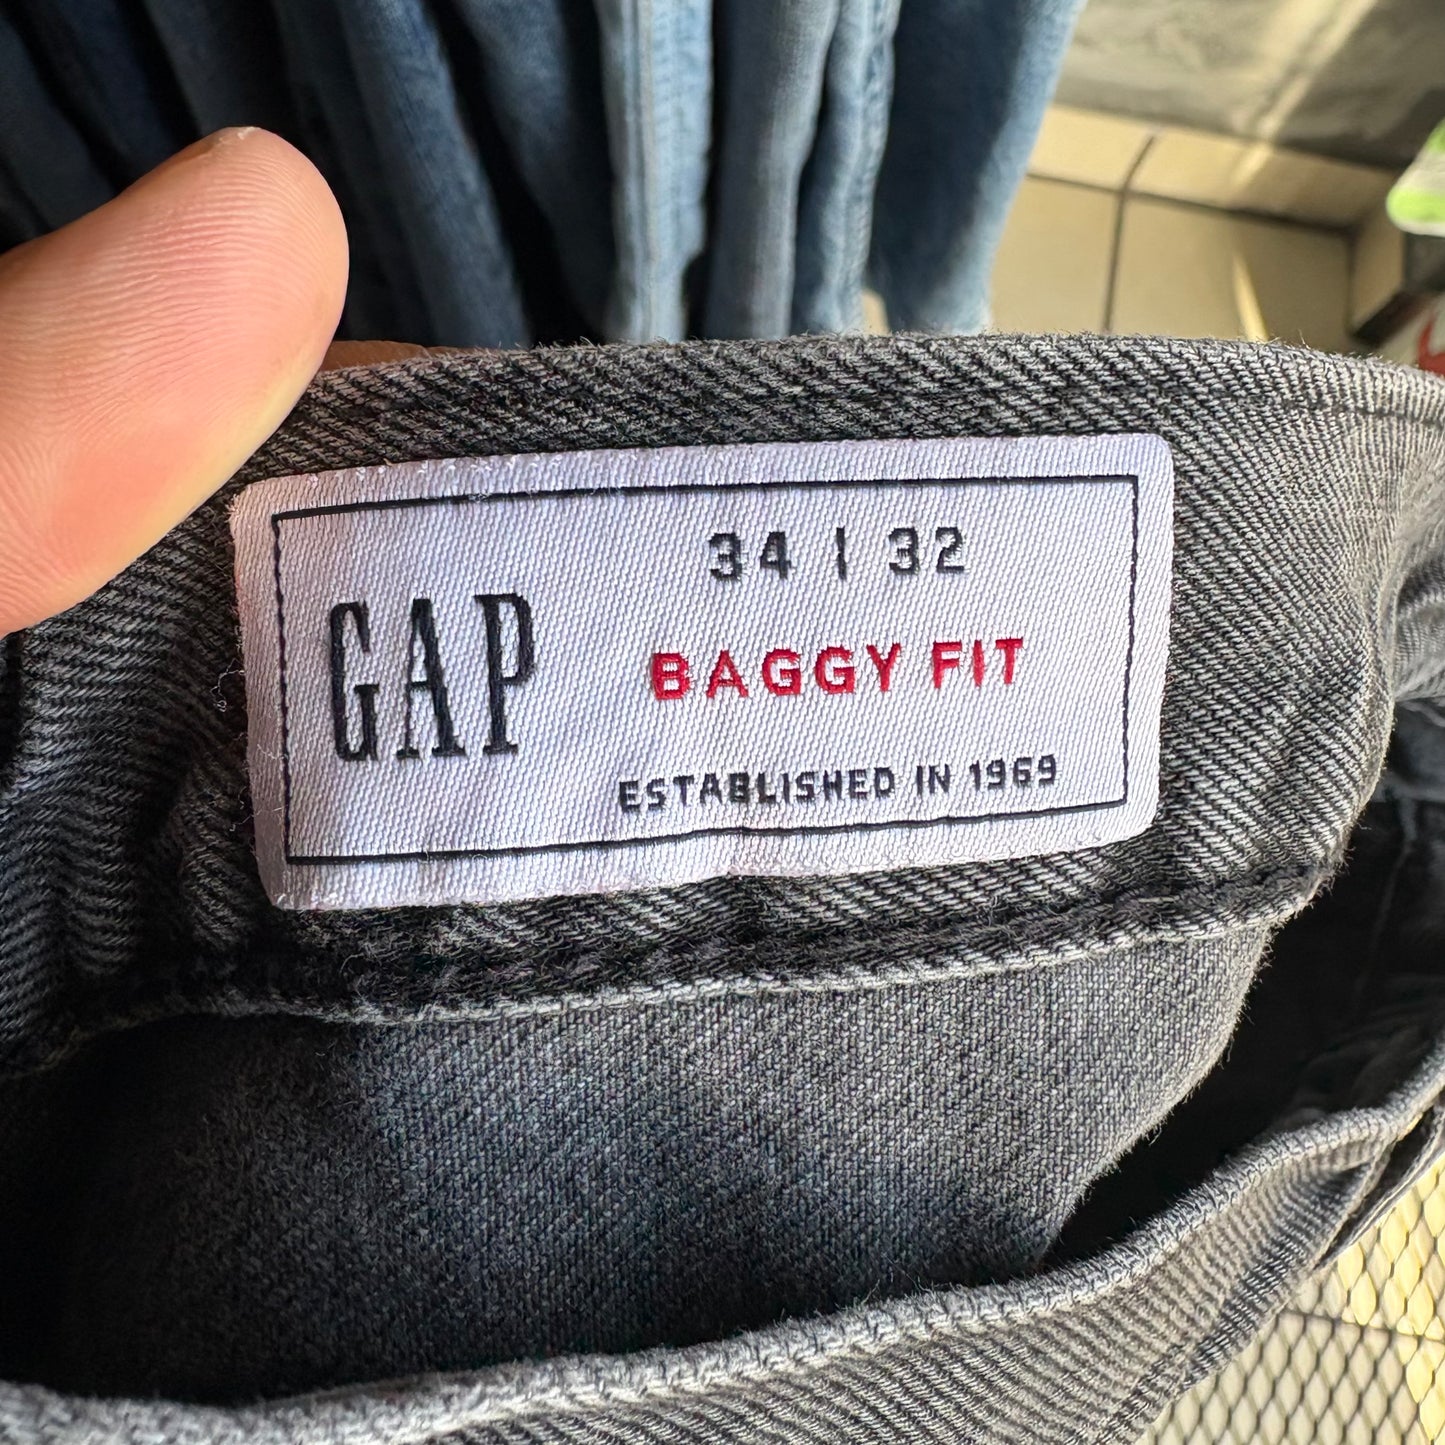 GAP
34 | 32
BAGGY FIT
ESTABLISHED IN 1969